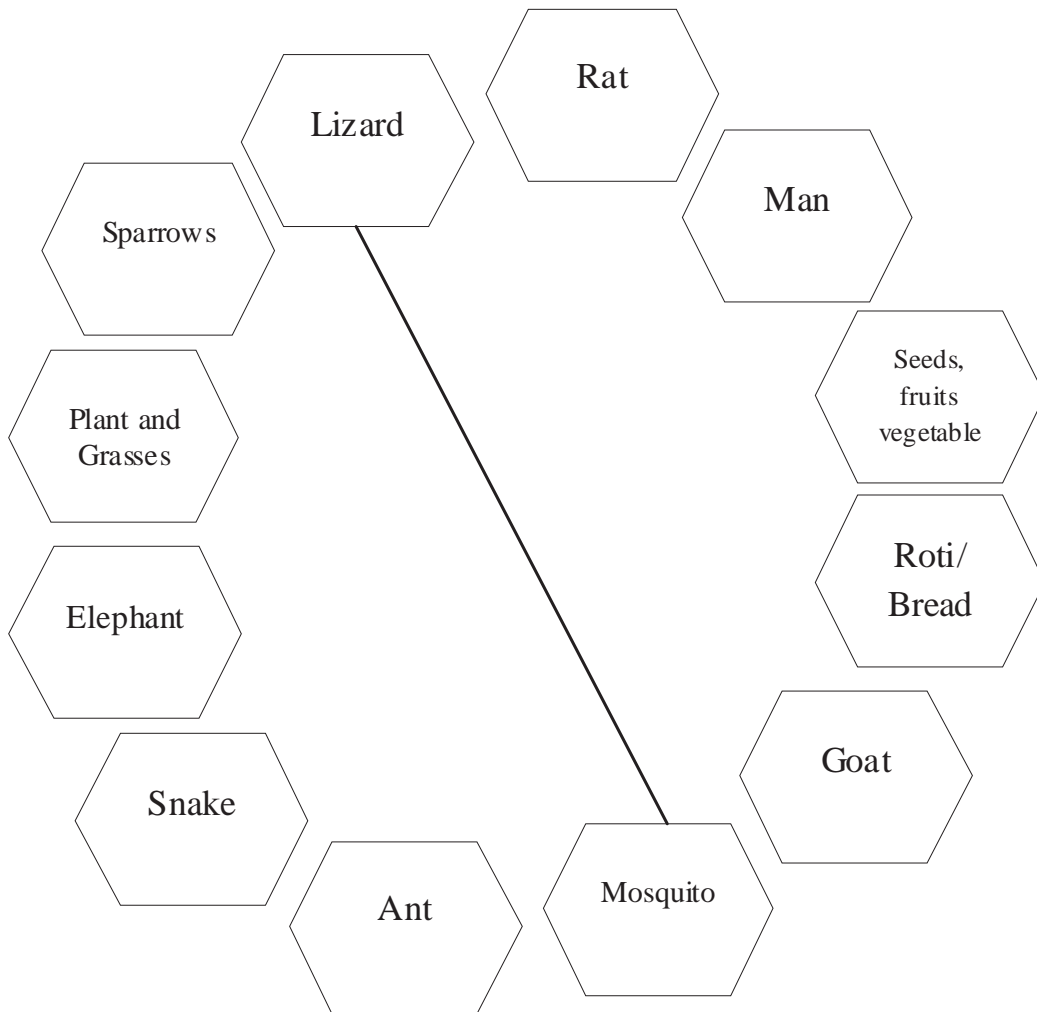 Rat
Lizard
Man
Sparrows
Seeds,
fruits
vegetable
Plant and
Grasses
Roti/
Bread
Elephant
Goat
Snake
Mosquito
Ant